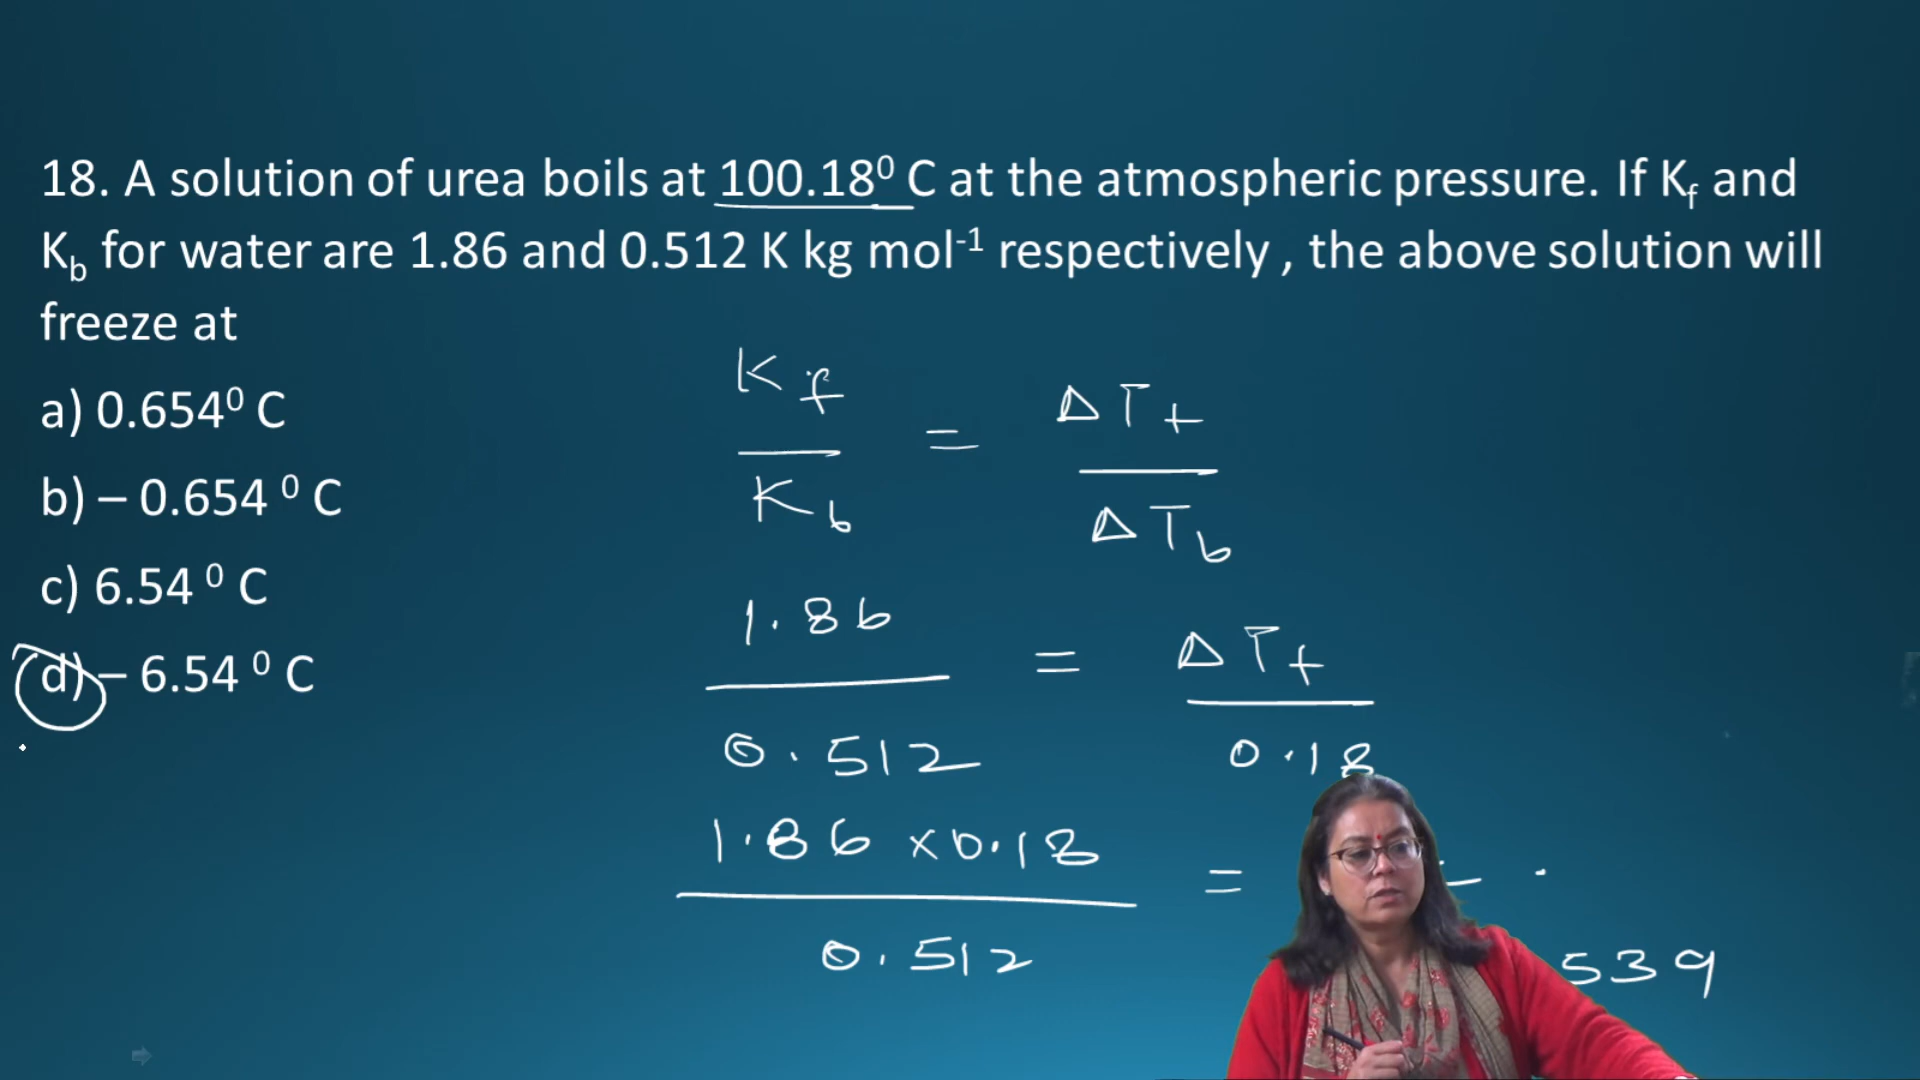 18. A solution of urea boils at 100.18⁰ C at the atmospheric pressure. If Kf and
Kb for water are 1.86 and 0.512 K kg mol⁻¹ respectively , the above solution will
freeze at
a) 0.654⁰ C
b) – 0.654 ⁰ C
c) 6.54 ⁰ C
d) – 6.54 ⁰ C
Kf / Kb = ΔTf / ΔTb
1.86 / 0.512 = ΔTf / 0.18
1.86 x 0.18 / 0.512 =
539